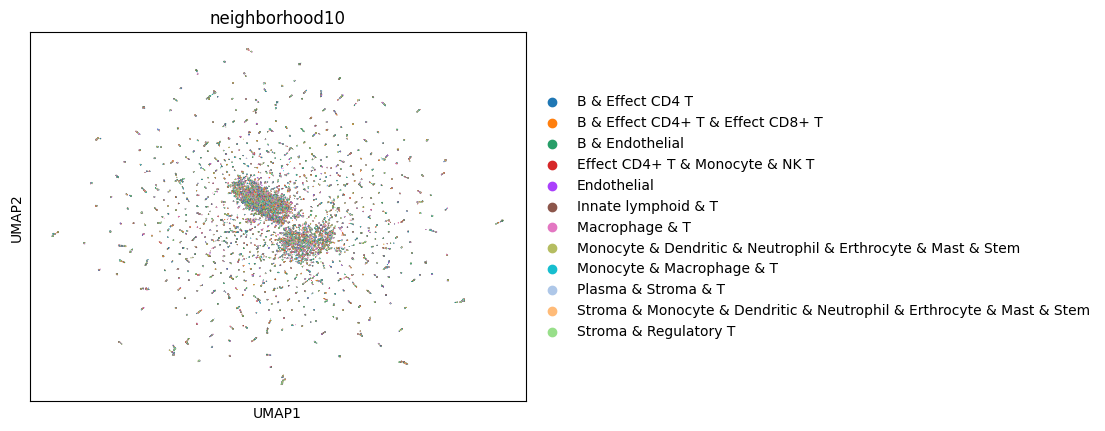 neighborhood10
UMAP2
UMAP1
B & Effect CD4 T
B & Effect CD4+ T & Effect CD8+ T
B & Endothelial
Effect CD4+ T & Monocyte & NK T
Endothelial
Innate lymphoid & T
Macrophage & T
Monocyte & Dendritic & Neutrophil & Erthrocyte & Mast & Stem
Monocyte & Macrophage & T
Plasma & Stroma & T
Stroma & Monocyte & Dendritic & Neutrophil & Erthrocyte & Mast & Stem
Stroma & Regulatory T